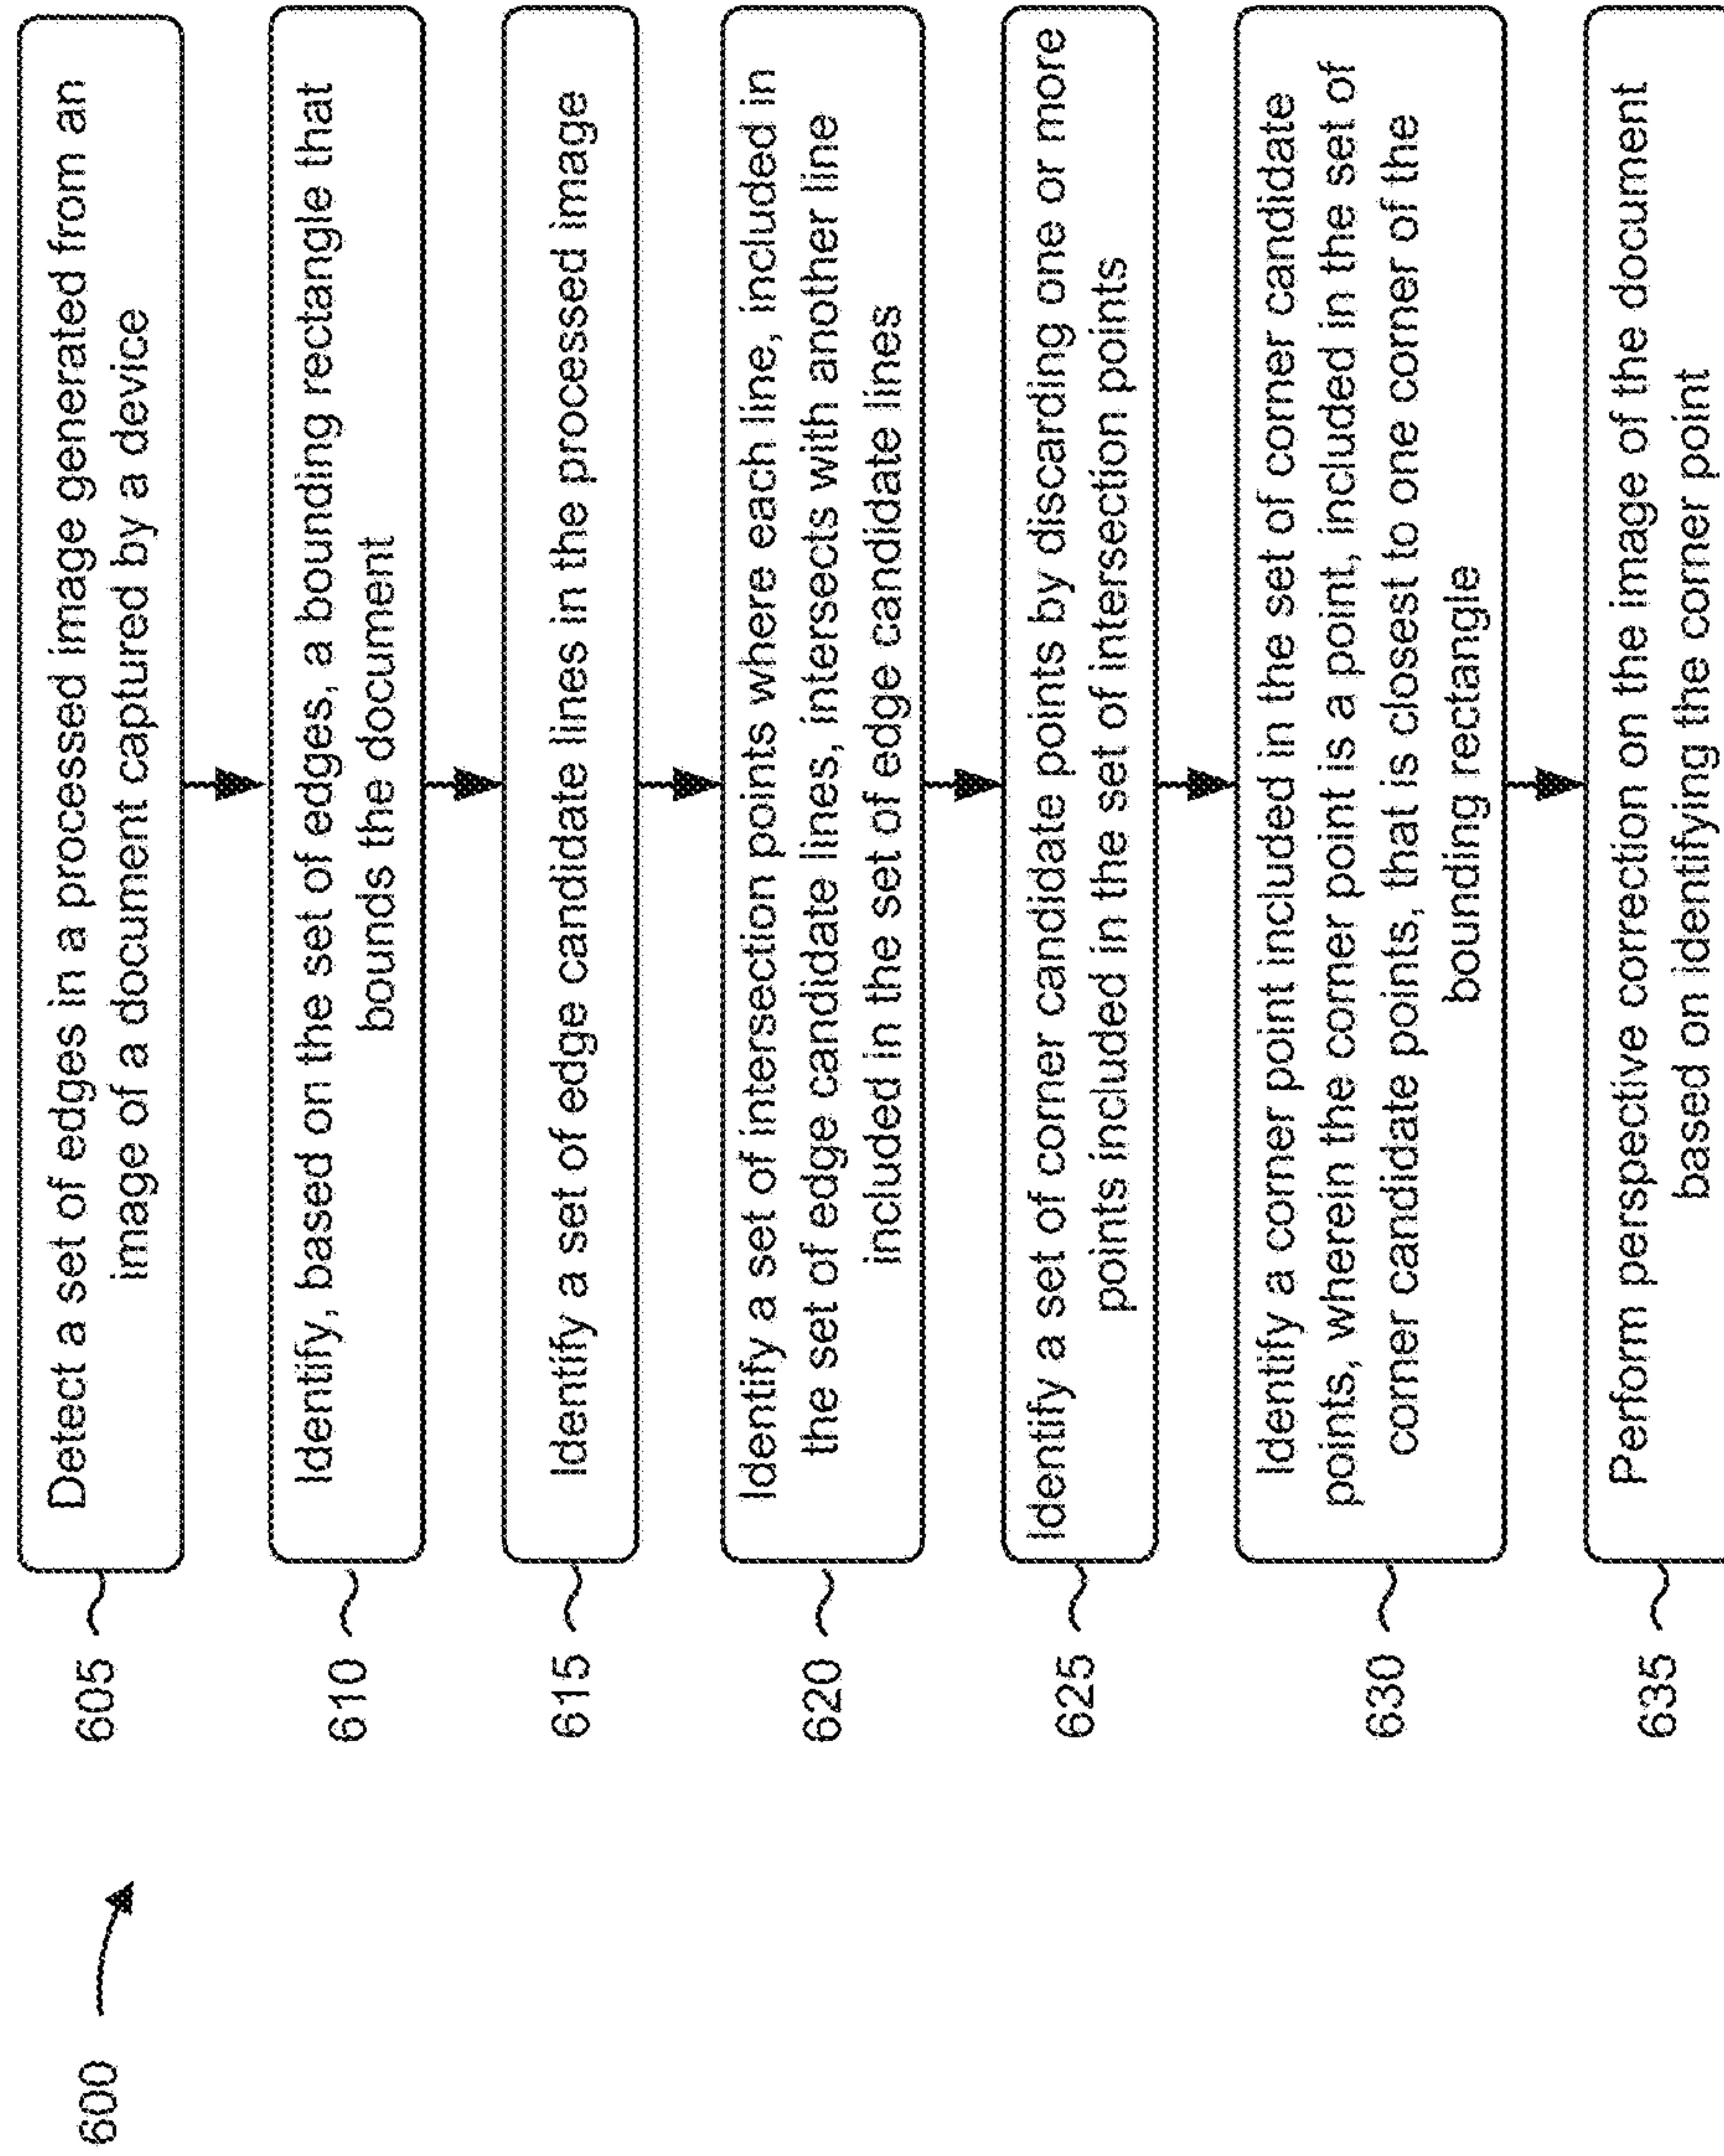 600
605
Detect a set of edges in a processed image generated from an
image of a document captured by a device
610
Identify, based on the set of edges, a bounding rectangle that
bounds the document
615
Identify a set of edge candidate lines in the processed image
620
Identify a set of intersection points where each line, included in
the set of edge candidate lines, intersects with another line
included in the set of edge candidate lines
625
Identify a set of corner candidate points by discarding one or more
points included in the set of intersection points
630
Identify a corner point included in the set of corner candidate
points, wherein the corner point is a point, included in the set of
corner candidate points, that is closest to one corner of the
bounding rectangle
635
Perform perspective correction on the image of the document
based on identifying the corner point